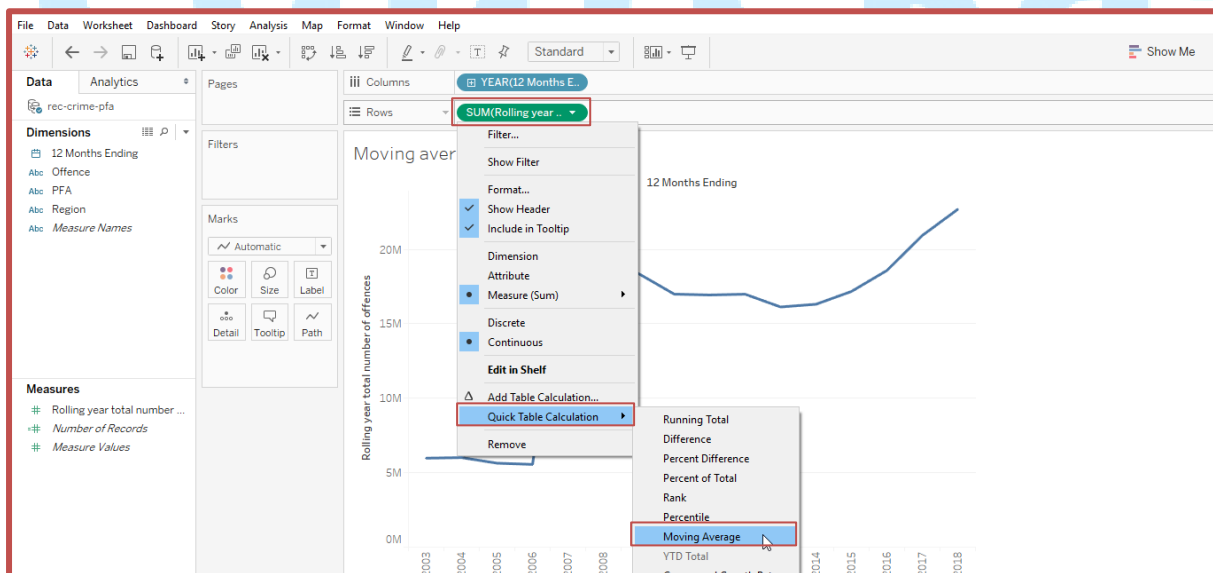 File Data Worksheet Dashboard Story Analysis Map Format Window Help
Standard
Show Me
Data Analytics
rec-crime-pfa
Dimensions
12 Months Ending
Abc Offence
Abc PFA
Abc Region
Abc Measure Names
Measures
# Rolling year total number ...
=# Number of Records
# Measure Values
Pages
Filters
Marks
Automatic
Color Size Label
Detail Tooltip Path
iii Columns YEAR(12 Months E..
Rows SUM(Rolling year ..
Moving aver
12 Months Ending
Rolling year total number of offences
20M
15M
10M
5M
0M
2003 2004 2005 2006 2007 2008 2014 2015 2016 2017 2018
Filter...
Show Filter
Format...
Show Header
Include in Tooltip
Dimension
Attribute
Measure (Sum)
Discrete
Continuous
Edit in Shelf
Add Table Calculation...
Quick Table Calculation
Remove
Running Total
Difference
Percent Difference
Percent of Total
Rank
Percentile
Moving Average
YTD Total